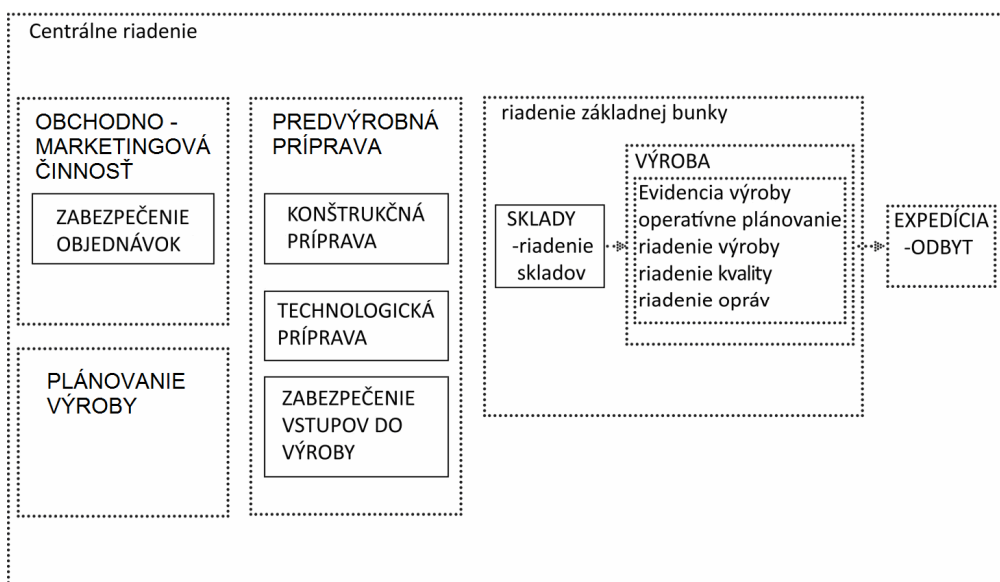 Centrálne riadenie
OBCHODNO -
MARKETINGOVÁ
ČINNOSŤ
ZABEZPEČENIE
OBJEDNÁVOK
PLÁNOVANIE
VÝROBY
PREDVÝROBNÁ
PRÍPRAVA
KONŠTRUKČNÁ
PRÍPRAVA
TECHNOLOGICKÁ
PRÍPRAVA
ZABEZPEČENIE
VSTUPOV DO
VÝROBY
riadenie základnej bunky
SKLADY
-riadenie
skladov
VÝROBA
Evidencia výroby
operatívne plánovanie
riadenie výroby
riadenie kvality
riadenie opráv
EXPEDÍCIA
-ODBYT